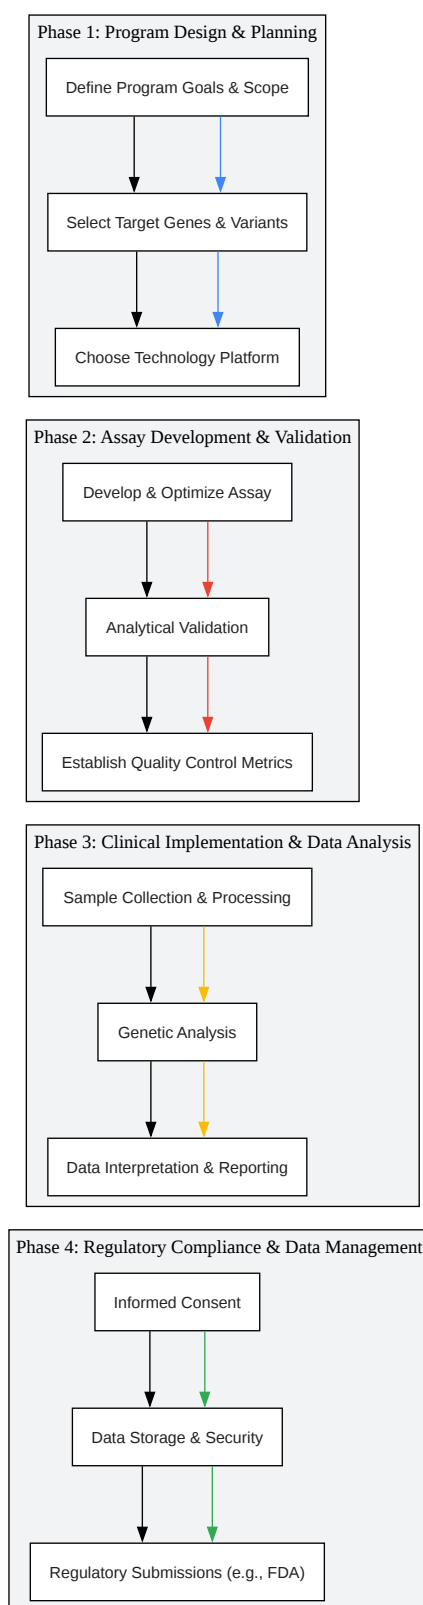 Phase 1: Program Design & Planning
Define Program Goals & Scope
Select Target Genes & Variants
Choose Technology Platform
Phase 2: Assay Development & Validation
Develop & Optimize Assay
Analytical Validation
Establish Quality Control Metrics
Phase 3: Clinical Implementation & Data Analysis
Sample Collection & Processing
Genetic Analysis
Data Interpretation & Reporting
Phase 4: Regulatory Compliance & Data Management
Informed Consent
Data Storage & Security
Regulatory Submissions (e.g., FDA)